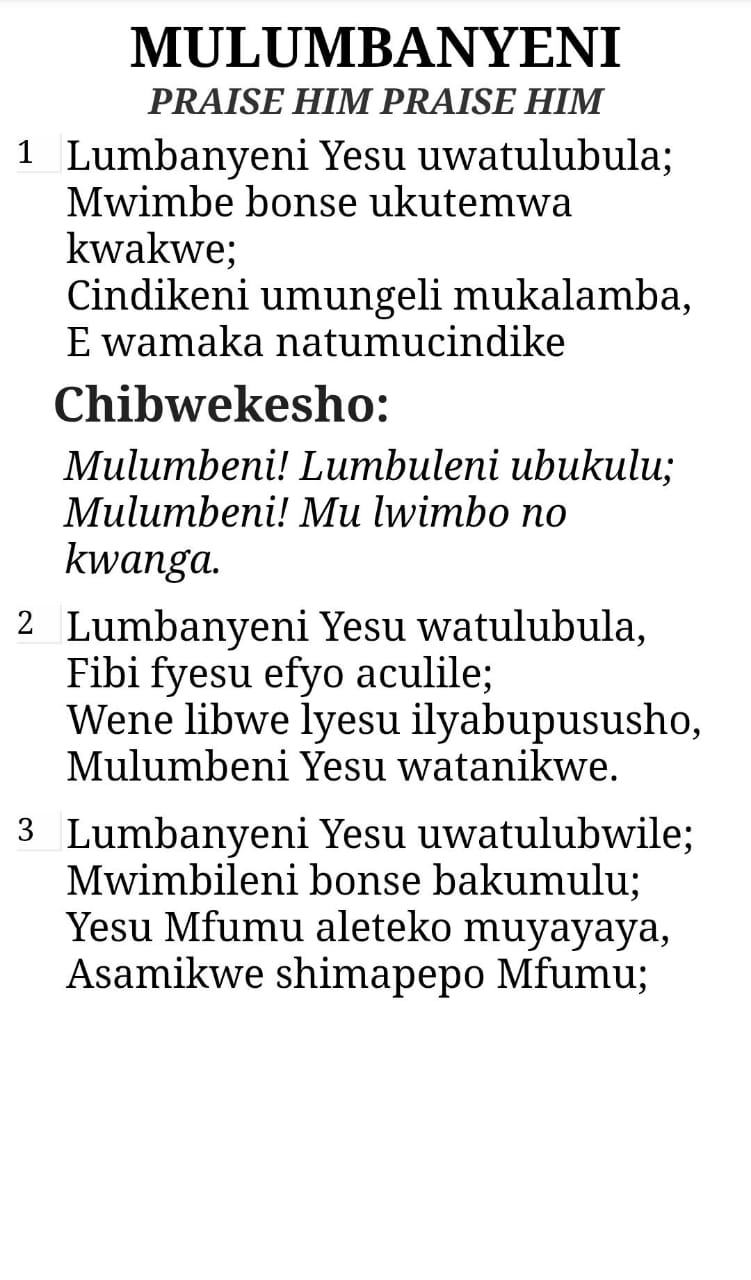 MULUMBANYENI
PRAISE HIM PRAISE HIM
1 Lumbanyeni Yesu uwatulubula;
Mwimbe bonse ukutemwa
kwakwe;
Cindikeni umungeli mukalamba,
E wamaka natumucindike
Chibwekesho:
Mulumbeni! Lumbuleni ubukulu;
Mulumbeni! Mu lwimbo no
kwanga.
2 Lumbanyeni Yesu watulubula,
Fibi fyesu efyo aculile;
Wene libwe lyesu ilyabupususho,
Mulumbeni Yesu watanikwe.
3 Lumbanyeni Yesu uwatulubwile;
Mwimbileni bonse bakumulu;
Yesu Mfumu aleteko muyayaya,
Asamikwe shimapepo Mfumu;